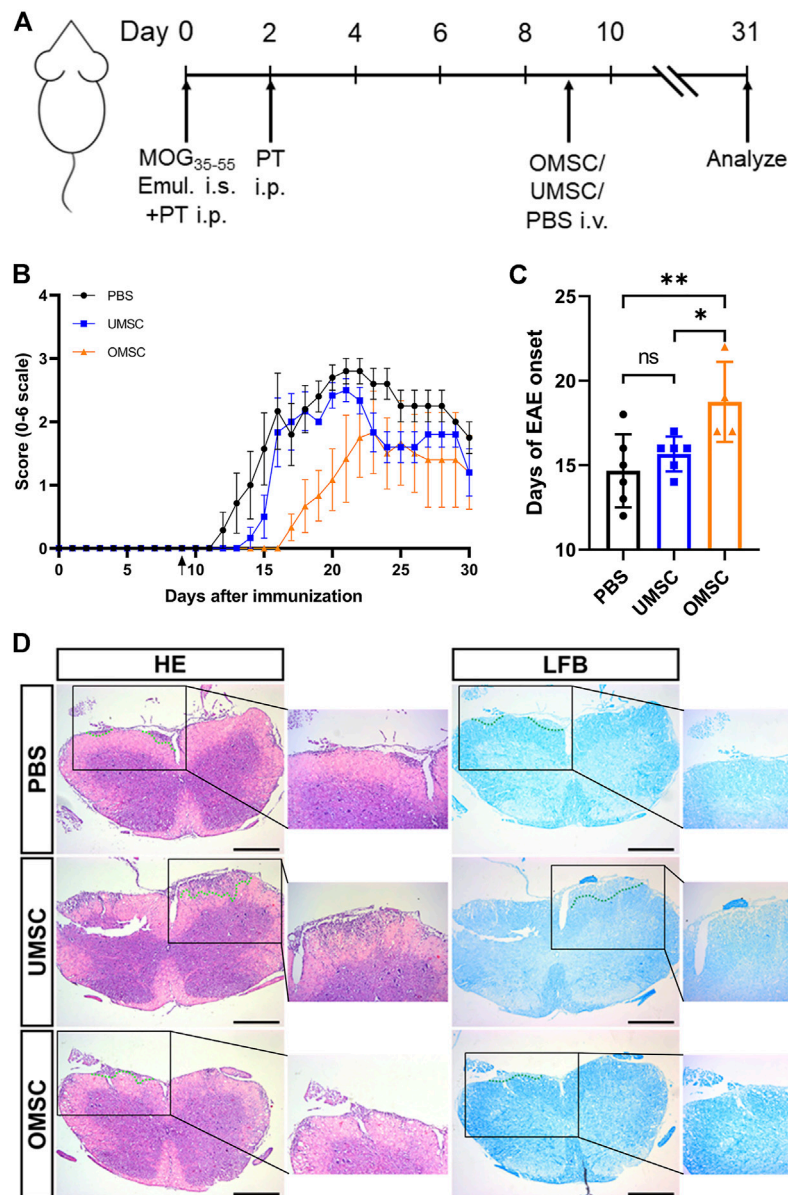 A
Day 0 2 4 6 8 10 31
MOG35-55
Emul. i.s.
+PT i.p.
PT
i.p.
OMSC/
UMSC/
PBS i.v.
Analyze
B
Score (0-6 scale)
4
3
2
1
0
0 5 10 15 20 25 30
Days after immunization
PBS
UMSC
OMSC
C
Days of EAE onset
25
20
15
10
**
*
ns
PBS
UMSC
OMSC
D
HE
LFB
PBS
UMSC
OMSC